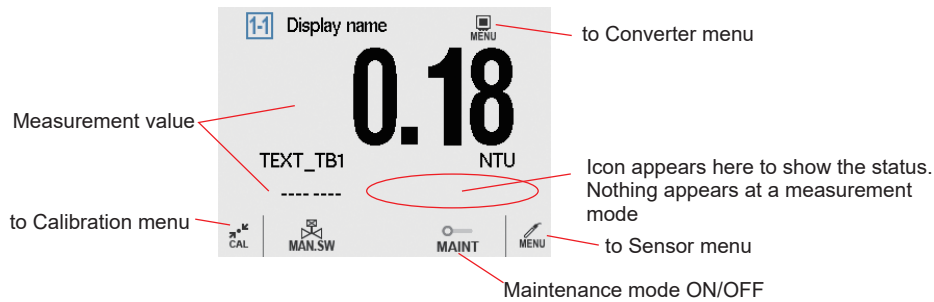 1-1 Display name
MENU
to Converter menu
0.18
Measurement value
TEXT_TB1
NTU
Icon appears here to show the status.
Nothing appears at a measurement
mode
---- ----
to Calibration menu
CAL
MAN.SW
MAINT
MENU
to Sensor menu
Maintenance mode ON/OFF